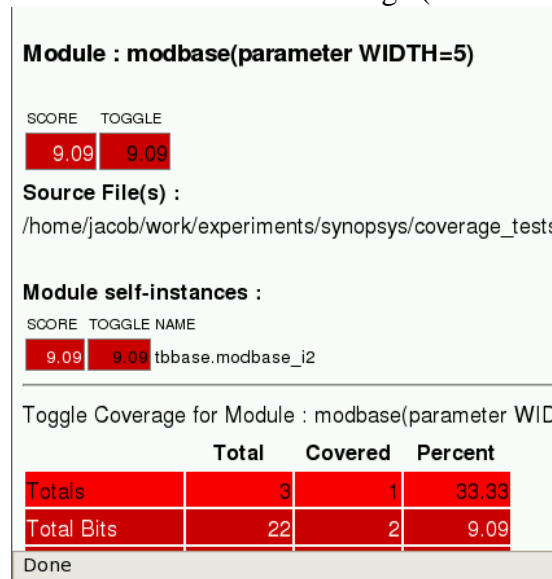 Module : modbase(parameter WIDTH=5)
SCORE TOGGLE
9.09 9.09
Source File(s) :
/home/jacob/work/experiments/synopsys/coverage_tests
Module self-instances :
SCORE TOGGLE NAME
9.09 9.09 tbbase.modbase_i2
Toggle Coverage for Module : modbase(parameter WID
Total Covered Percent
Totals 3 1 33.33
Total Bits 22 2 9.09
Done